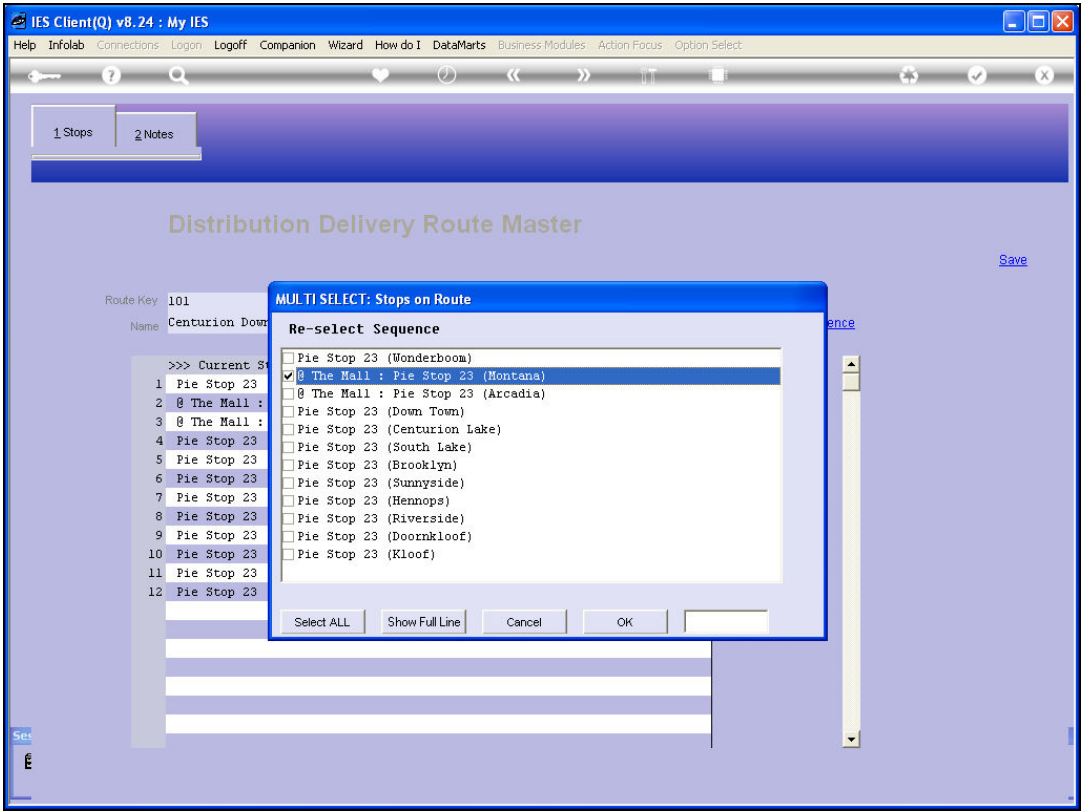 IES Client(Q) v8.24 : My IES
Help Infolab Connections Logon Logoff Companion Wizard How do I DataMarts Business Modules Action Focus Option Select
1 Stops
2 Notes
Distribution Delivery Route Master
Save
Route Key 101
Name Centurion Down
ence
>>> Current St
1 Pie Stop 23
2 @ The Mall :
3 @ The Mall :
4 Pie Stop 23
5 Pie Stop 23
6 Pie Stop 23
7 Pie Stop 23
8 Pie Stop 23
9 Pie Stop 23
10 Pie Stop 23
11 Pie Stop 23
12 Pie Stop 23
MULTI SELECT: Stops on Route
Re-select Sequence
Pie Stop 23 (Wonderboom)
@ The Mall : Pie Stop 23 (Montana)
@ The Mall : Pie Stop 23 (Arcadia)
Pie Stop 23 (Down Town)
Pie Stop 23 (Centurion Lake)
Pie Stop 23 (South Lake)
Pie Stop 23 (Brooklyn)
Pie Stop 23 (Sunnyside)
Pie Stop 23 (Hennops)
Pie Stop 23 (Riverside)
Pie Stop 23 (Doornkloof)
Pie Stop 23 (Kloof)
Select ALL Show Full Line Cancel OK
Ses